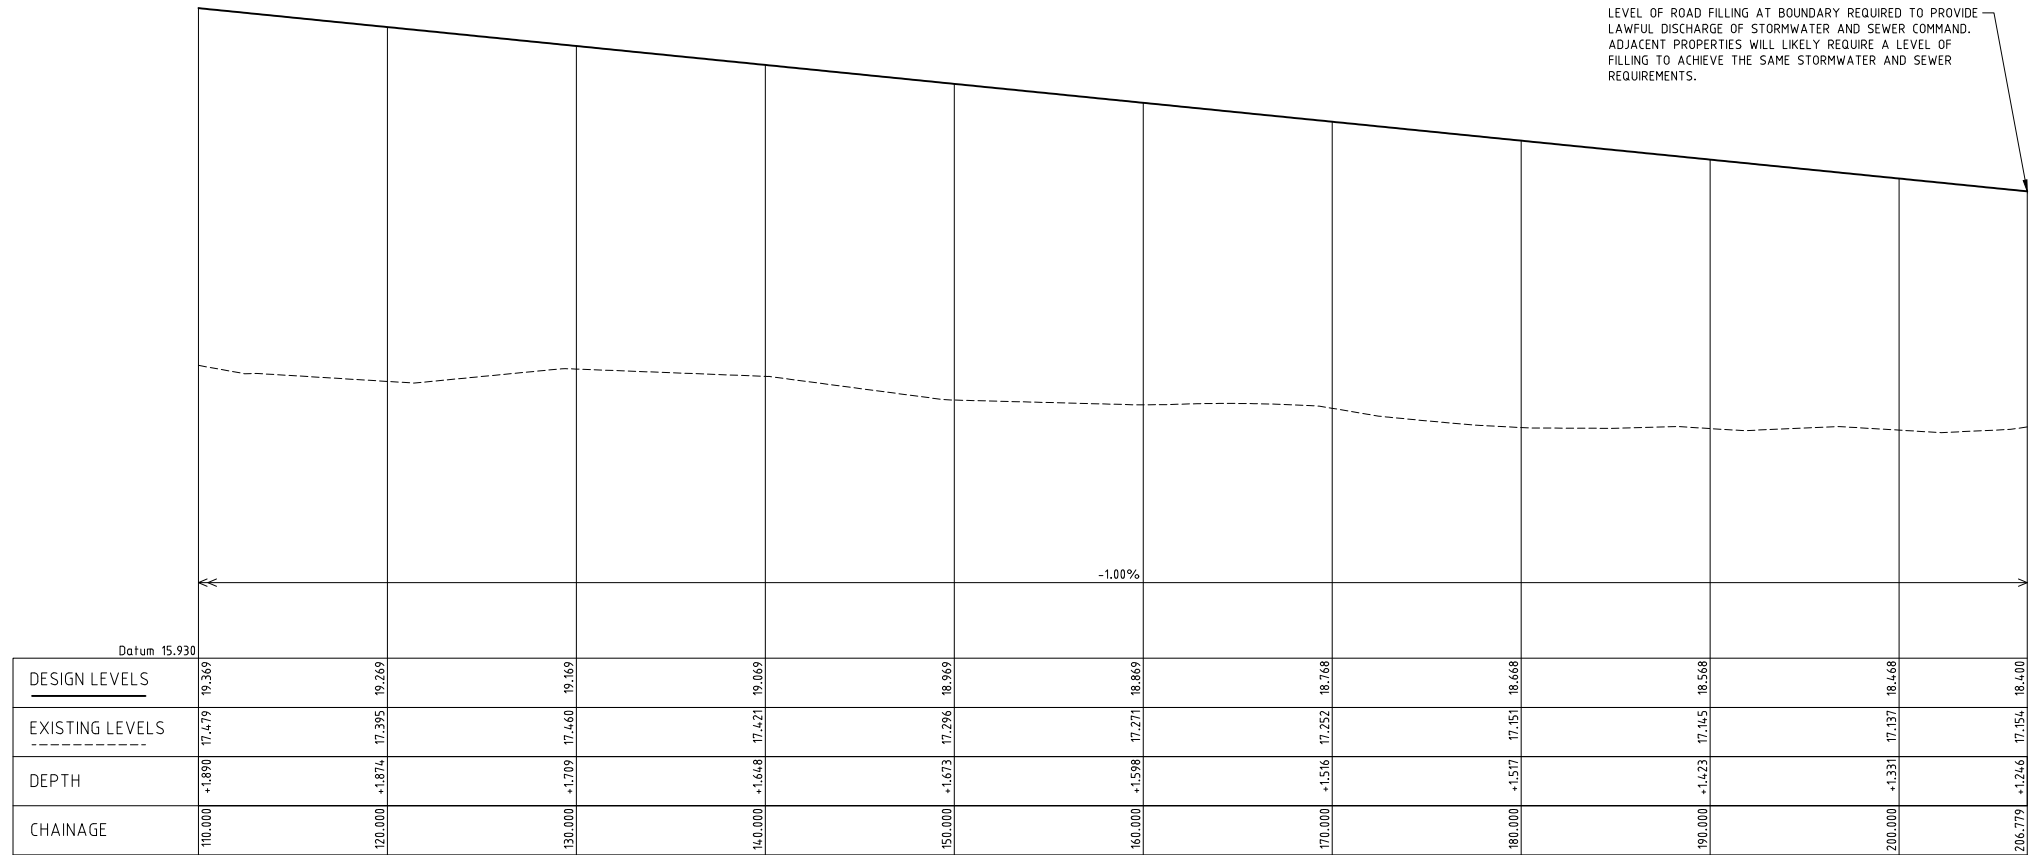 LEVEL OF ROAD FILLING AT BOUNDARY REQUIRED TO PROVIDE
LAWFUL DISCHARGE OF STORMWATER AND SEWER COMMAND.
ADJACENT PROPERTIES WILL LIKELY REQUIRE A LEVEL OF
FILLING TO ACHIEVE THE SAME STORMWATER AND SEWER
REQUIREMENTS.
-1.00%
Datum 15.930
DESIGN LEVELS 19.369 19.269 19.169 19.069 18.969 18.869 18.768 18.668 18.568 18.468 18.400
EXISTING LEVELS 17.479 17.395 17.460 17.421 17.296 17.271 17.252 17.151 17.145 17.137 17.154
DEPTH +1.890 +1.874 +1.709 +1.648 +1.673 +1.598 +1.516 +1.517 +1.423 +1.331 +1.246
CHAINAGE 110.000 120.000 130.000 140.000 150.000 160.000 170.000 180.000 190.000 200.000 206.779